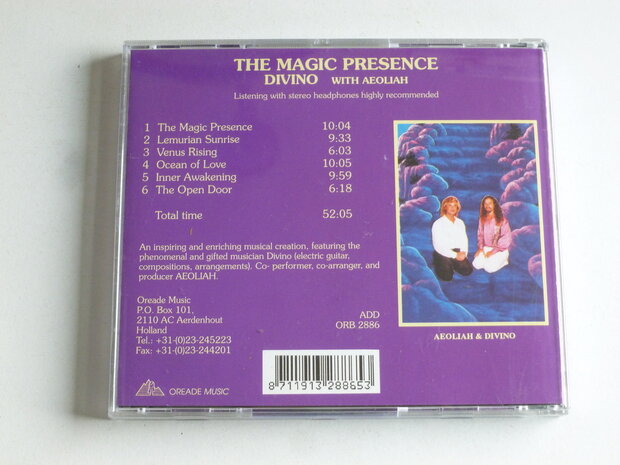 THE MAGIC PRESENCE
DIVINO WITH AEOLIAH
Listening with stereo headphones highly recommended
1 The Magic Presence 10:04
2 Lemurian Sunrise 9:33
3 Venus Rising 6:03
4 Ocean of Love 10:05
5 Inner Awakening 9:59
6 The Open Door 6:18
Total time 52:05
An inspiring and enriching musical creation, featuring the
phenomenal and gifted musician Divino (electric guitar,
compositions, arrangements). Co- performer, co-arranger, and
producer AEOLIAH.
Oreade Music
P.O. Box 101,
2110 AC Aerdenhout
Holland
Tel.: +31-(0)23-245223
Fax: +31-(0)23-244201
ADD
ORB 2886
AEOLIAH & DIVINO
OREADE MUSIC
8 711913 288653